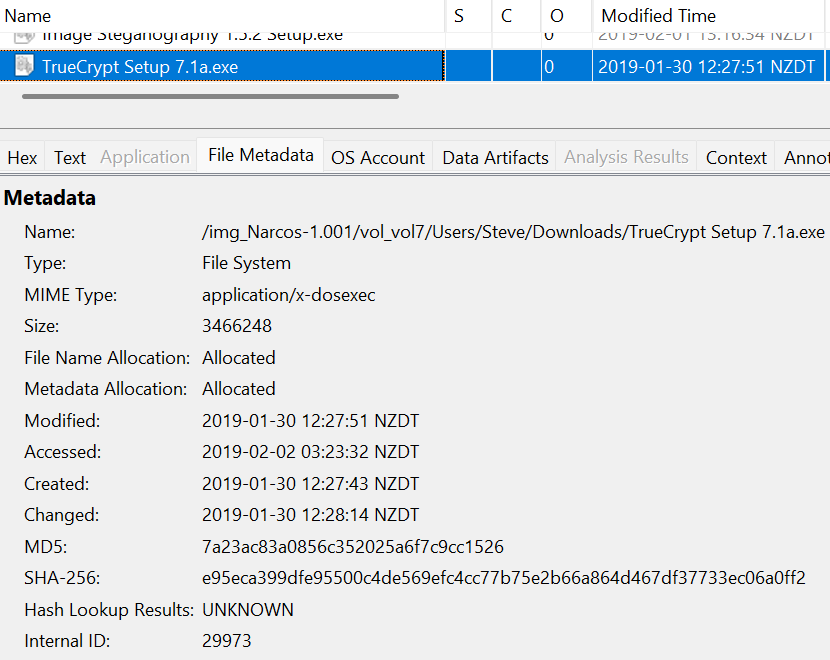 Name S C O Modified Time
Image Steganography 1.5.2 Setup.exe 0 2019-02-01 15:16:54 NZDT
TrueCrypt Setup 7.1a.exe 0 2019-01-30 12:27:51 NZDT
Hex Text Application File Metadata OS Account Data Artifacts Analysis Results Context Annot
Metadata
Name: /img_Narcos-1.001/vol_vol7/Users/Steve/Downloads/TrueCrypt Setup 7.1a.exe
Type: File System
MIME Type: application/x-dosexec
Size: 3466248
File Name Allocation: Allocated
Metadata Allocation: Allocated
Modified: 2019-01-30 12:27:51 NZDT
Accessed: 2019-02-02 03:23:32 NZDT
Created: 2019-01-30 12:27:43 NZDT
Changed: 2019-01-30 12:28:14 NZDT
MD5: 7a23ac83a0856c352025a6f7c9cc1526
SHA-256: e95eca399dfe95500c4de569efc4cc77b75e2b66a864d467df37733ec06a0ff2
Hash Lookup Results: UNKNOWN
Internal ID: 29973